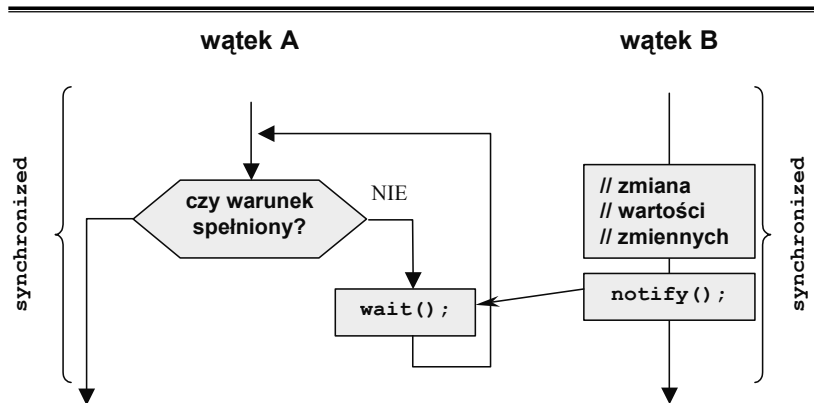 wątek A
wątek B
synchronized
czy warunek
spełniony?
NIE
wait();
// zmiana
// wartości
// zmiennych
notify();
synchronized